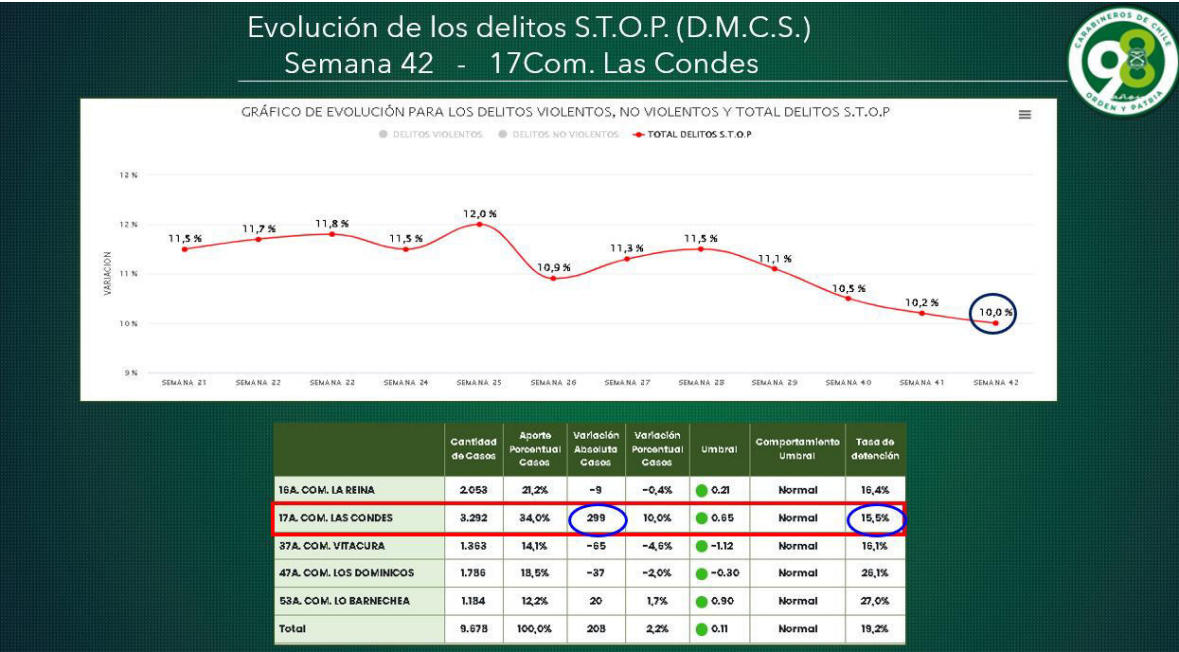 Evolución de los delitos S.T.O.P. (D.M.C.S.)
Semana 42 - 17Com. Las Condes
CARABINEROS DE CHILE
98
años
ORDEN Y PATRIA
GRÁFICO DE EVOLUCIÓN PARA LOS DELITOS VIOLENTOS, NO VIOLENTOS Y TOTAL DELITOS S.T.O.P
DELITOS VIOLENTOS DELITOS NO VIOLENTOS TOTAL DELITOS S.T.O.P
VARIACION
12 %
12 %
11 %
10 %
9 %
11,5 % 11,7 % 11,8 % 11,5 % 12,0 % 10,9 % 11,3 % 11,5 % 11,1 % 10,5 % 10,2 % 10,0 %
SEMANA 21 SEMANA 22 SEMANA 22 SEMANA 24 SEMANA 25 SEMANA 26 SEMANA 27 SEMANA 28 SEMANA 29 SEMANA 40 SEMANA 41 SEMANA 42
Cantidad de Casos Aporte Porcentual Casos Variación Absoluta Casos Variación Porcentual Casos Umbral Comportamiento Umbral Tasa de detención
16A. COM. LA REINA 2.053 21,2% -9 -0,4% 0.21 Normal 16,4%
17A. COM. LAS CONDES 3.292 34,0% 299 10,0% 0.65 Normal 15,5%
37A. COM. VITACURA 1.363 14,1% -65 -4,6% -1.12 Normal 16,1%
47A. COM. LOS DOMINICOS 1.786 18,5% -37 -2,0% -0.30 Normal 26,1%
53A. COM. LO BARNECHEA 1.184 12,2% 20 1,7% 0.90 Normal 27,0%
Total 9.678 100,0% 208 2,2% 0.11 Normal 19,2%